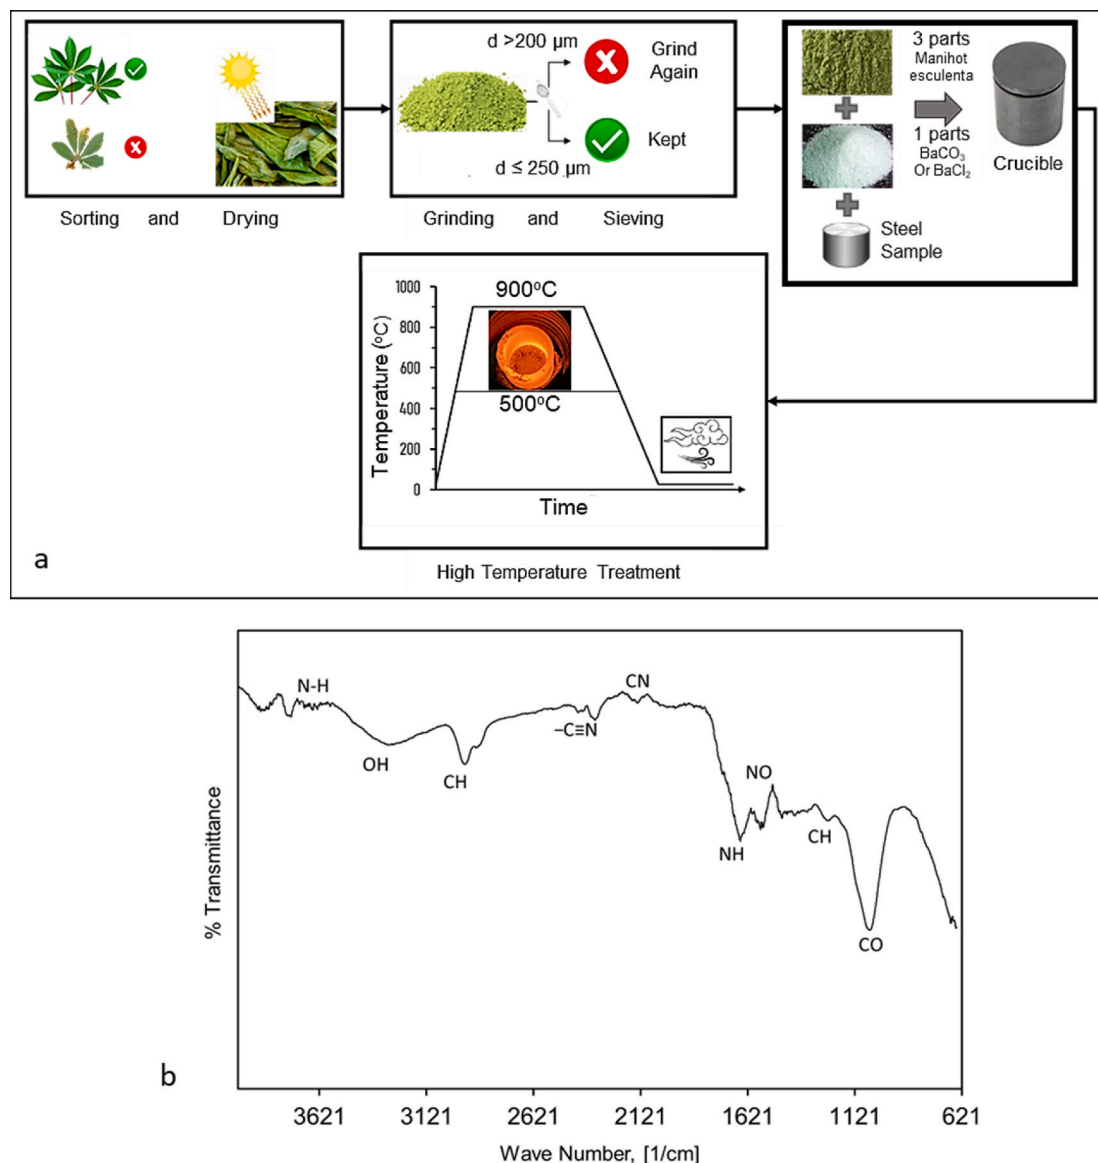 d >200 µm
Grind
Again
Kept
d ≤ 250 µm
3 parts
Manihot
esculenta
1 parts
BaCO₃
Or BaCl₂
Crucible
Steel
Sample
Sorting and Drying
Grinding and Sieving
1000
800
600
400
200
0
Temperature (°C)
900°C
500°C
Time
a
High Temperature Treatment
N-H
OH
CH
−C≡N
CN
NO
NH
CH
CO
% Transmittance
b
3621
3121
2621
2121
1621
1121
621
Wave Number, [1/cm]